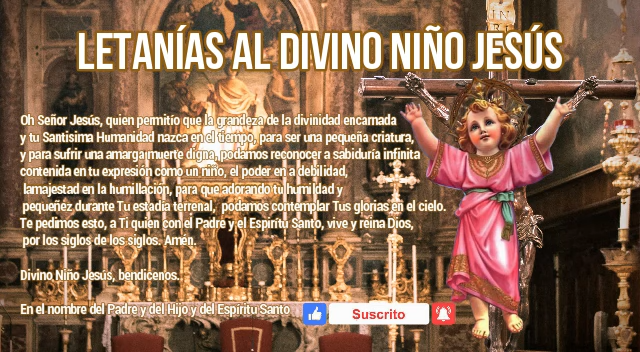 LETANÍAS AL DIVINO NIÑO JESÚS
Oh Señor Jesús, quien permitío que la grandeza de la divinidad encarnada
y tu Santisima Humanidad nazca en el tiempo, para ser una pequeña criatura,
y para sufrir una amarga muerte digna, podamos reconocer a sabiduría infinita
contenida en tu expresión como un niño, el poder en a debilidad,
lamajestad en la humillación, para que adorando tu humildad y
pequeñez durante Tu estadia terrenal, podamos contemplar Tus glorias en el cielo.
Te pedimos esto, a Ti quien con el Padre y el Espiritu Santo, vive y reina Dios,
por los siglos de los siglos. Amén.
Divino Niño Jesús, bendicenos.
En el nombre del Padre y del Hijo y del Espíritu Santo
Suscrito